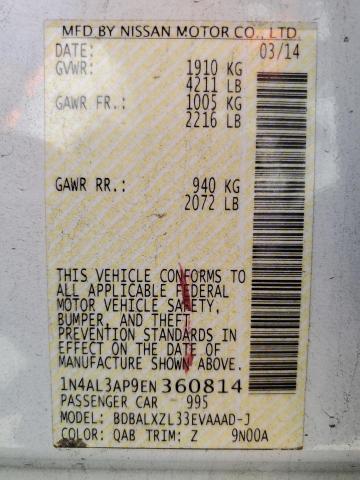 MFD BY NISSAN MOTOR CO., LTD.
DATE: 03/14
GVWR: 1910 KG
4211 LB
GAWR FR.: 1005 KG
2216 LB
GAWR RR.: 940 KG
2072 LB
THIS VEHICLE CONFORMS TO
ALL APPLICABLE FEDERAL
MOTOR VEHICLE SAFETY,
BUMPER, AND THEFT
PREVENTION STANDARDS IN
EFFECT ON THE DATE OF
MANUFACTURE SHOWN ABOVE.
1N4AL3AP9EN360814
PASSENGER CAR 995
MODEL: BDBALXZL33EVAAAD-J
COLOR: QAB TRIM: Z 9N00A